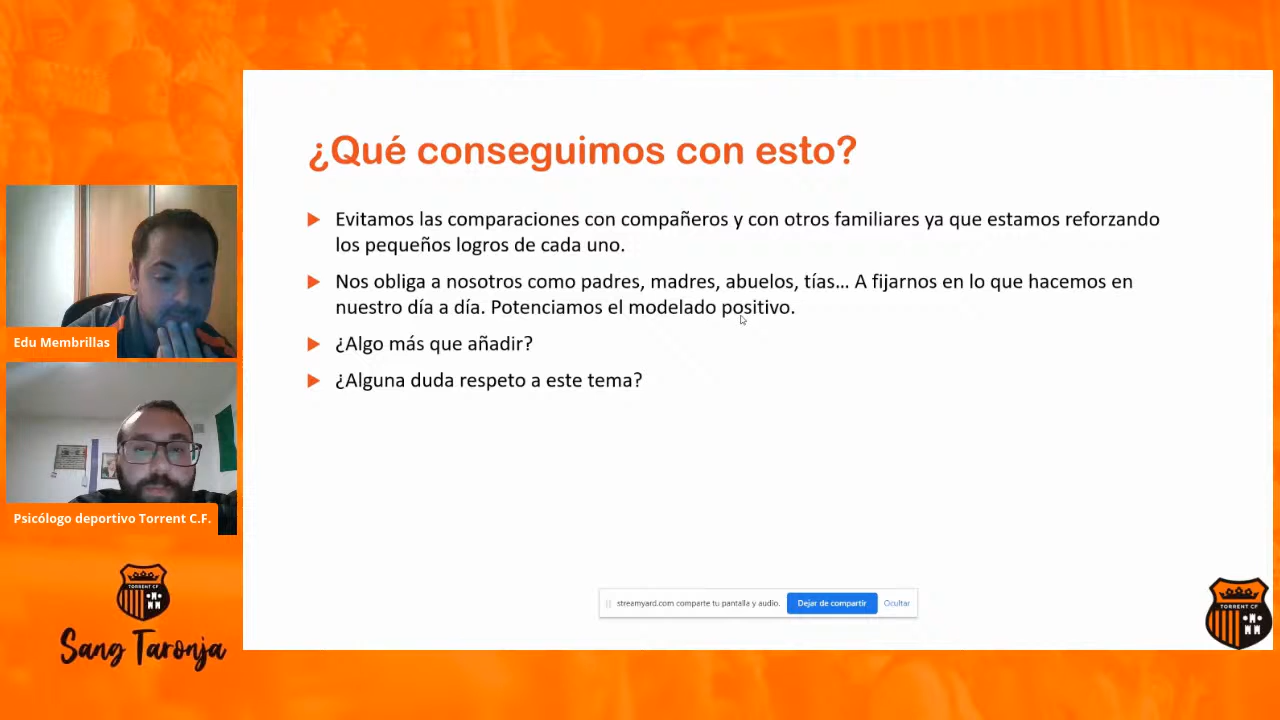 ¿Qué conseguimos con esto?
Evitamos las comparaciones con compañeros y con otros familiares ya que estamos reforzando
los pequeños logros de cada uno.
Nos obliga a nosotros como padres, madres, abuelos, tías... A fijarnos en lo que hacemos en
nuestro día a día. Potenciamos el modelado positivo.
¿Algo más que añadir?
¿Alguna duda respeto a este tema?
Edu Membrillas
Psicólogo deportivo Torrent C.F.
TORRENT CF
Sang Taronja
streamyard.com comparte tu pantalla y audio.
Dejar de compartir
Ocultar
TORRENT CF